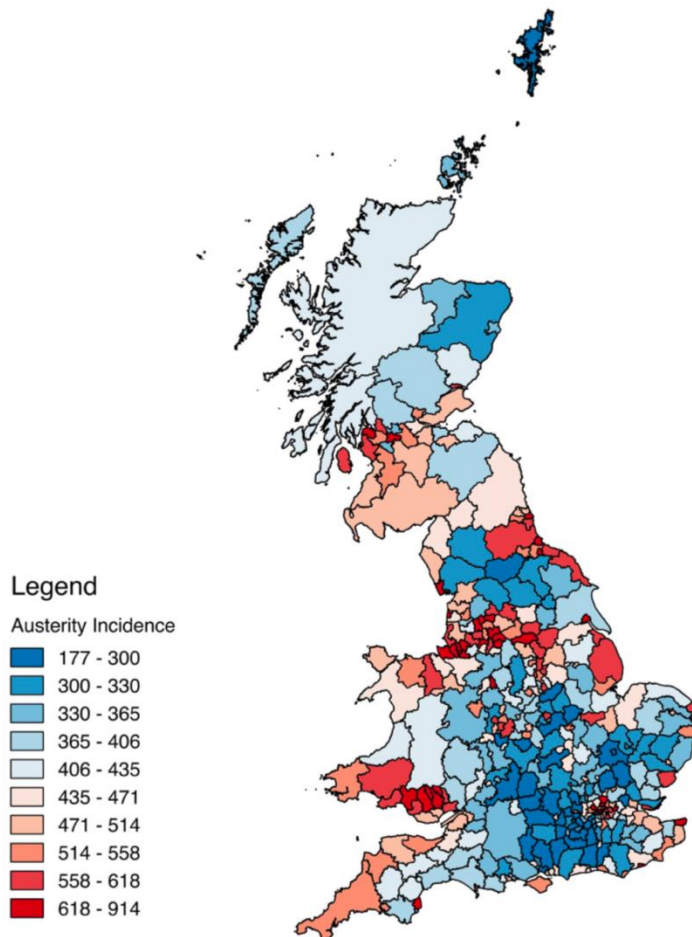 Legend
Austerity Incidence
177 - 300
300 - 330
330 - 365
365 - 406
406 - 435
435 - 471
471 - 514
514 - 558
558 - 618
618 - 914